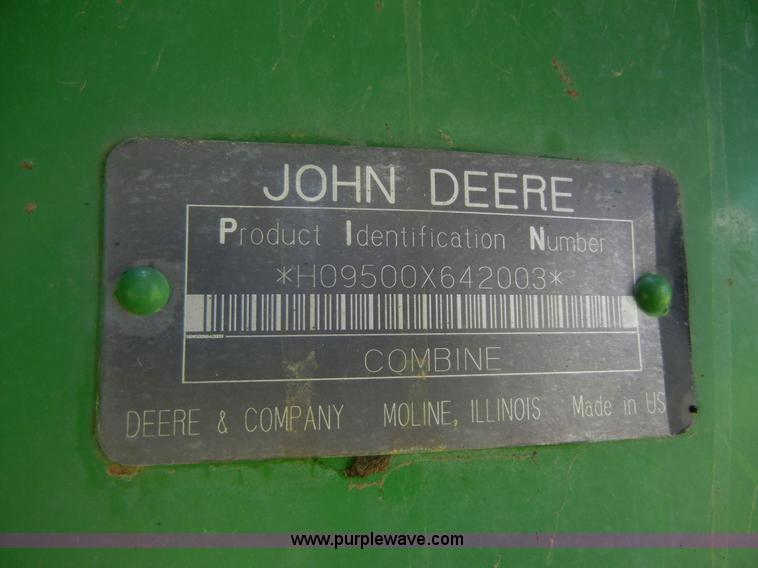 JOHN DEERE
Product Identification Number
*H09500X642003*
COMBINE
DEERE & COMPANY MOLINE, ILLINOIS Made in US
www.purplewave.com